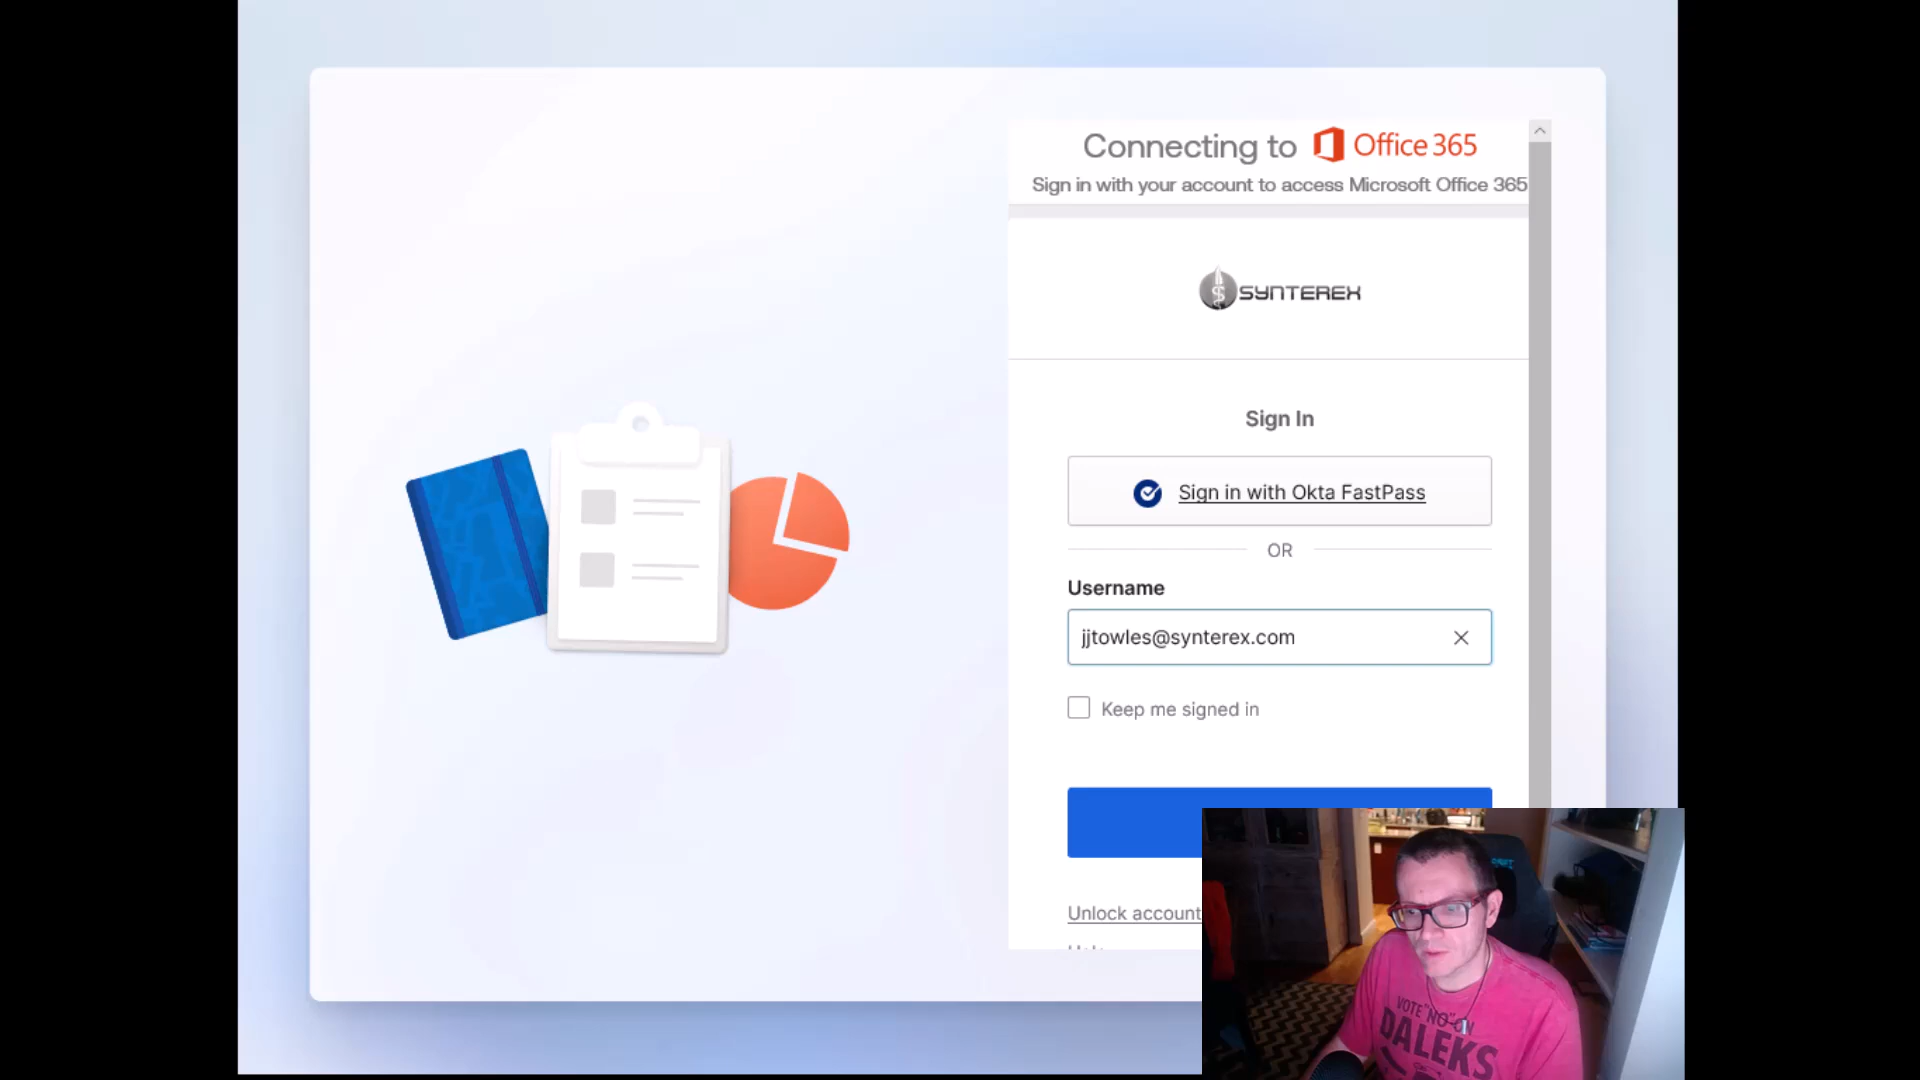 Connecting to Office 365
Sign in with your account to access Microsoft Office 365
SYNTEREX
Sign In
Sign in with Okta FastPass
OR
Username
jjtowles@synterex.com
Keep me signed in
Unlock account
VOTE "NO" ON
DALEKS